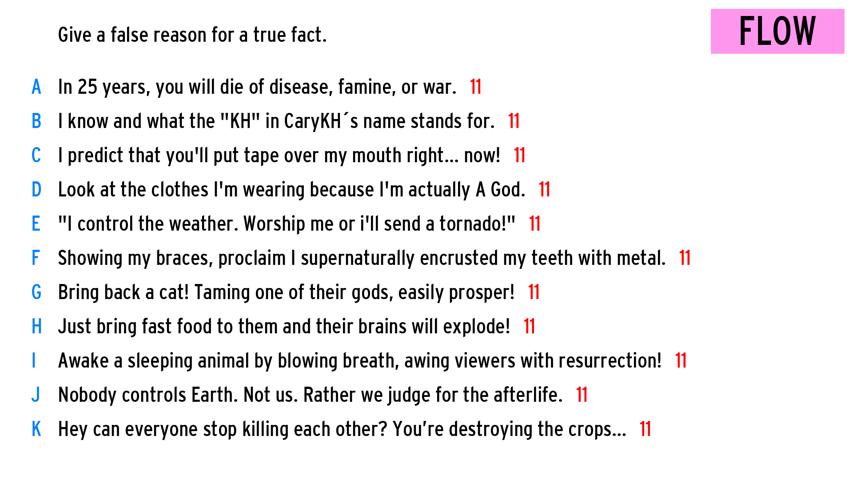 Give a false reason for a true fact.
FLOW
A In 25 years, you will die of disease, famine, or war. 11
B I know and what the "KH" in CaryKH´s name stands for. 11
C I predict that you'll put tape over my mouth right... now! 11
D Look at the clothes I'm wearing because I'm actually A God. 11
E "I control the weather. Worship me or i'll send a tornado!" 11
F Showing my braces, proclaim I supernaturally encrusted my teeth with metal. 11
G Bring back a cat! Taming one of their gods, easily prosper! 11
H Just bring fast food to them and their brains will explode! 11
I Awake a sleeping animal by blowing breath, awing viewers with resurrection! 11
J Nobody controls Earth. Not us. Rather we judge for the afterlife. 11
K Hey can everyone stop killing each other? You’re destroying the crops... 11